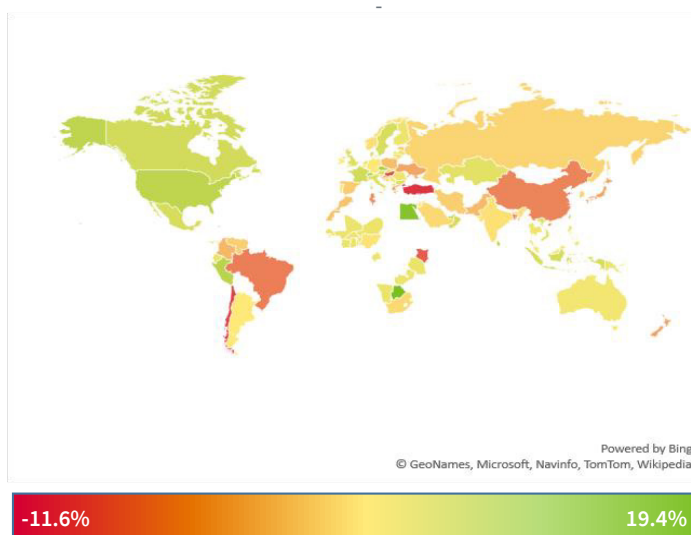 Powered by Bing
© GeoNames, Microsoft, Navinfo, TomTom, Wikipedia
-11.6%
19.4%